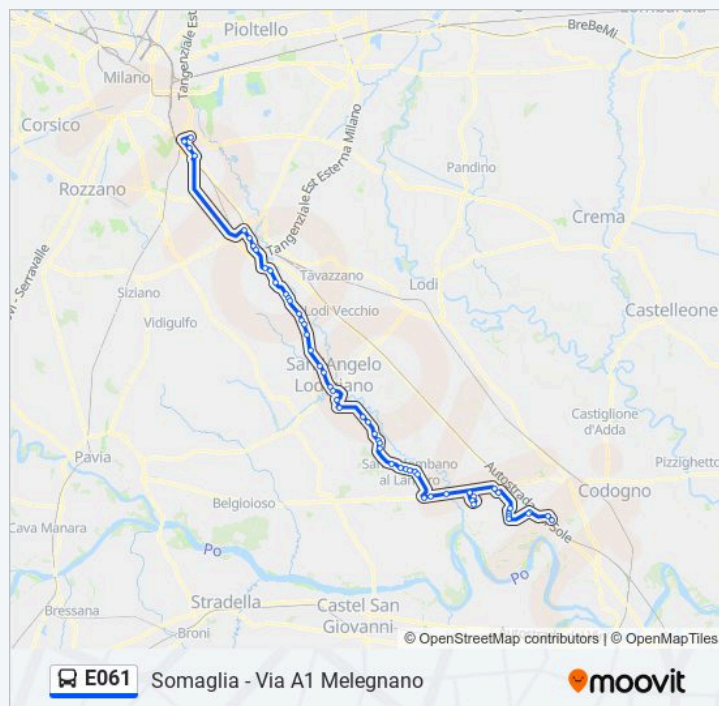 Pioltello
Tangenziale Est
BreBeMi
Milano
Corsico
Tangenziale Est Esterna Milano
Pandino
Rozzano
Crema
Tavazzano
Lodi
Serravalle
Siziano
Castelleone
Lodi Vecchio
Vidigulfo
Sant'Angelo
Lodigiano
Castiglione
d'Adda
Pavia
San Colombano
al Lambro
Pizzighetto
Autostrada del Sole
Codogno
Belgioioso
Cava Manara
Po
Po
Stradella
Castel San
Giovanni
Bressana
Broni
© OpenStreetMap contributors | © OpenMapTiles
E061 Somaglia - Via A1 Melegnano
moovit